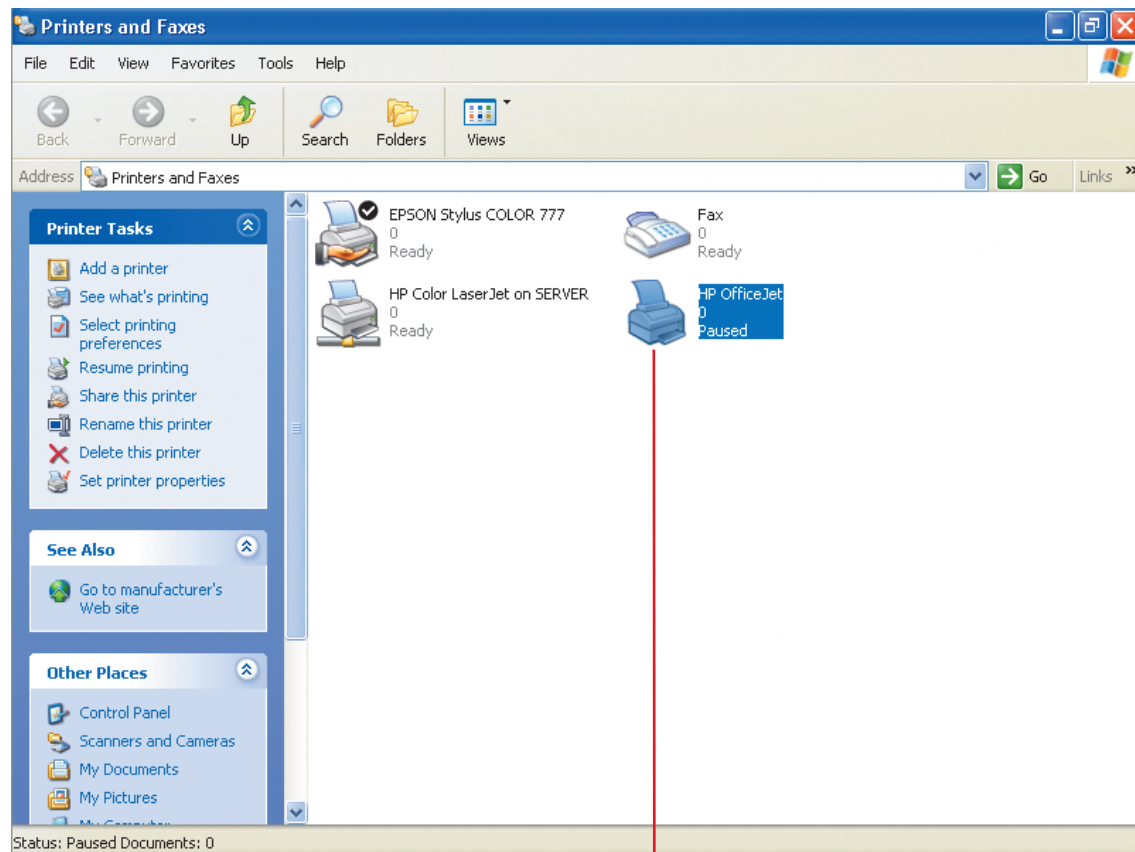 Printers and Faxes
File Edit View Favorites Tools Help
Back Forward Up Search Folders Views
Address Printers and Faxes Go Links »
Printer Tasks
Add a printer
See what's printing
Select printing
preferences
Resume printing
Share this printer
Rename this printer
Delete this printer
Set printer properties
See Also
Go to manufacturer's
Web site
Other Places
Control Panel
Scanners and Cameras
My Documents
My Pictures
My Computer
EPSON Stylus COLOR 777
0
Ready
Fax
0
Ready
HP Color LaserJet on SERVER
0
Ready
HP OfficeJet
0
Paused
Status: Paused Documents: 0